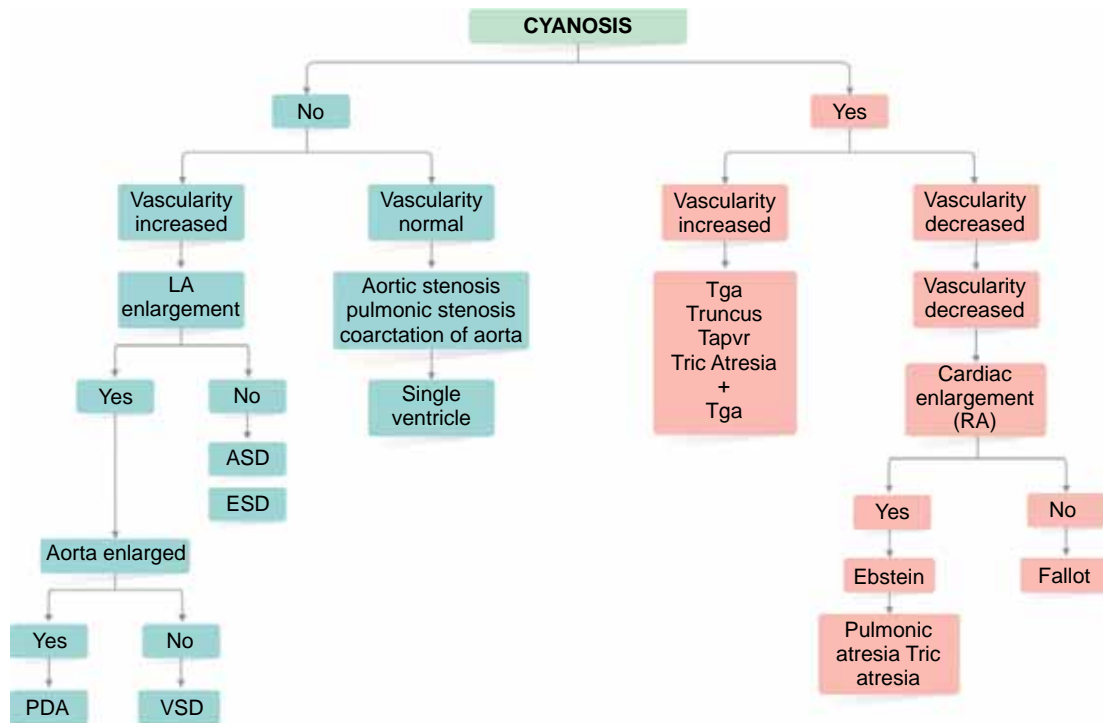 CYANOSIS
No
Yes
Vascularity
increased
Vascularity
normal
Vascularity
increased
Vascularity
decreased
LA
enlargement
Aortic stenosis
pulmonic stenosis
coarctation of aorta
Tga
Truncus
Tapvr
Tric Atresia
+
Tga
Vascularity
decreased
Yes
No
Single
ventricle
Cardiac
enlargement
(RA)
ASD
ESD
Yes
No
Aorta enlarged
Ebstein
Fallot
Yes
No
Pulmonic
atresia Tric
atresia
PDA
VSD